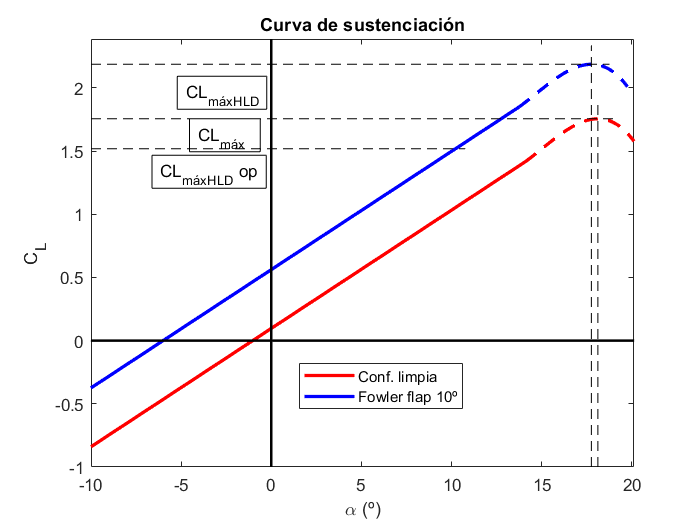 Curva de sustenciación
C_L
2
1.5
1
0.5
0
-0.5
-1
CL_máxHLD
CL_máx
CL_máxHLD op
Conf. limpia
Fowler flap 10º
-10 -5 0 5 10 15 20
α (º)